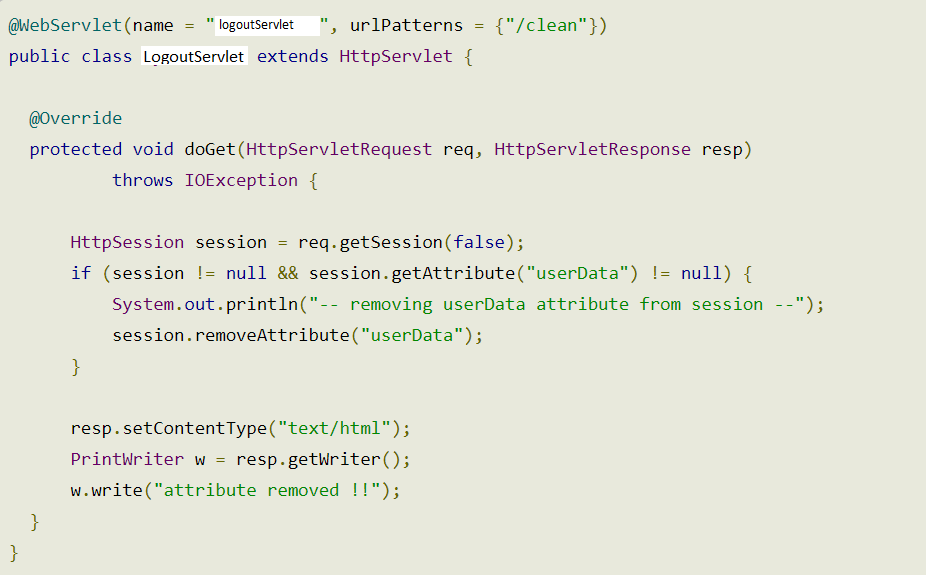 @WebServlet(name = "logoutServlet", urlPatterns = {"/clean"})
public class LogoutServlet extends HttpServlet {
@Override
protected void doGet(HttpServletRequest req, HttpServletResponse resp)
throws IOException {
HttpSession session = req.getSession(false);
if (session != null && session.getAttribute("userData") != null) {
System.out.println("-- removing userData attribute from session --");
session.removeAttribute("userData");
}
resp.setContentType("text/html");
PrintWriter w = resp.getWriter();
w.write("attribute removed !!");
}
}